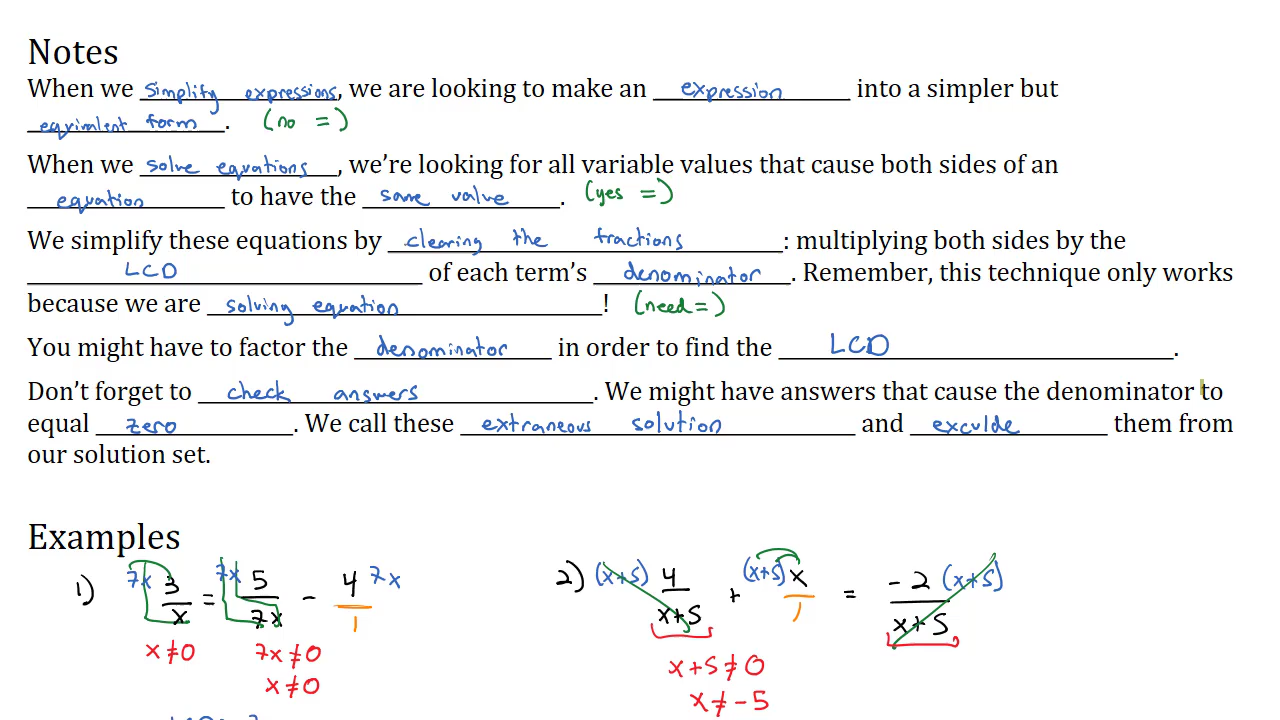 Notes
When we simplify expressions, we are looking to make an expression into a simpler but
equivalent form. (no =)
When we solve equations, we're looking for all variable values that cause both sides of an
equation to have the same value. (yes =)
We simplify these equations by clearing the fractions: multiplying both sides by the
LCD of each term's denominator. Remember, this technique only works
because we are solving equation! (need =)
You might have to factor the denominator in order to find the LCD.
Don't forget to check answers. We might have answers that cause the denominator to
equal zero. We call these extraneous solution and exculde them from
our solution set.
Examples
1) 7x 3/x = 7x 5/7x - 4/1 7x
x≠0 7x≠0
x≠0
2) (x+5) 4/x+5 + (x+5) x/1 = -2/x+5 (x+5)
x+5≠0
x≠-5